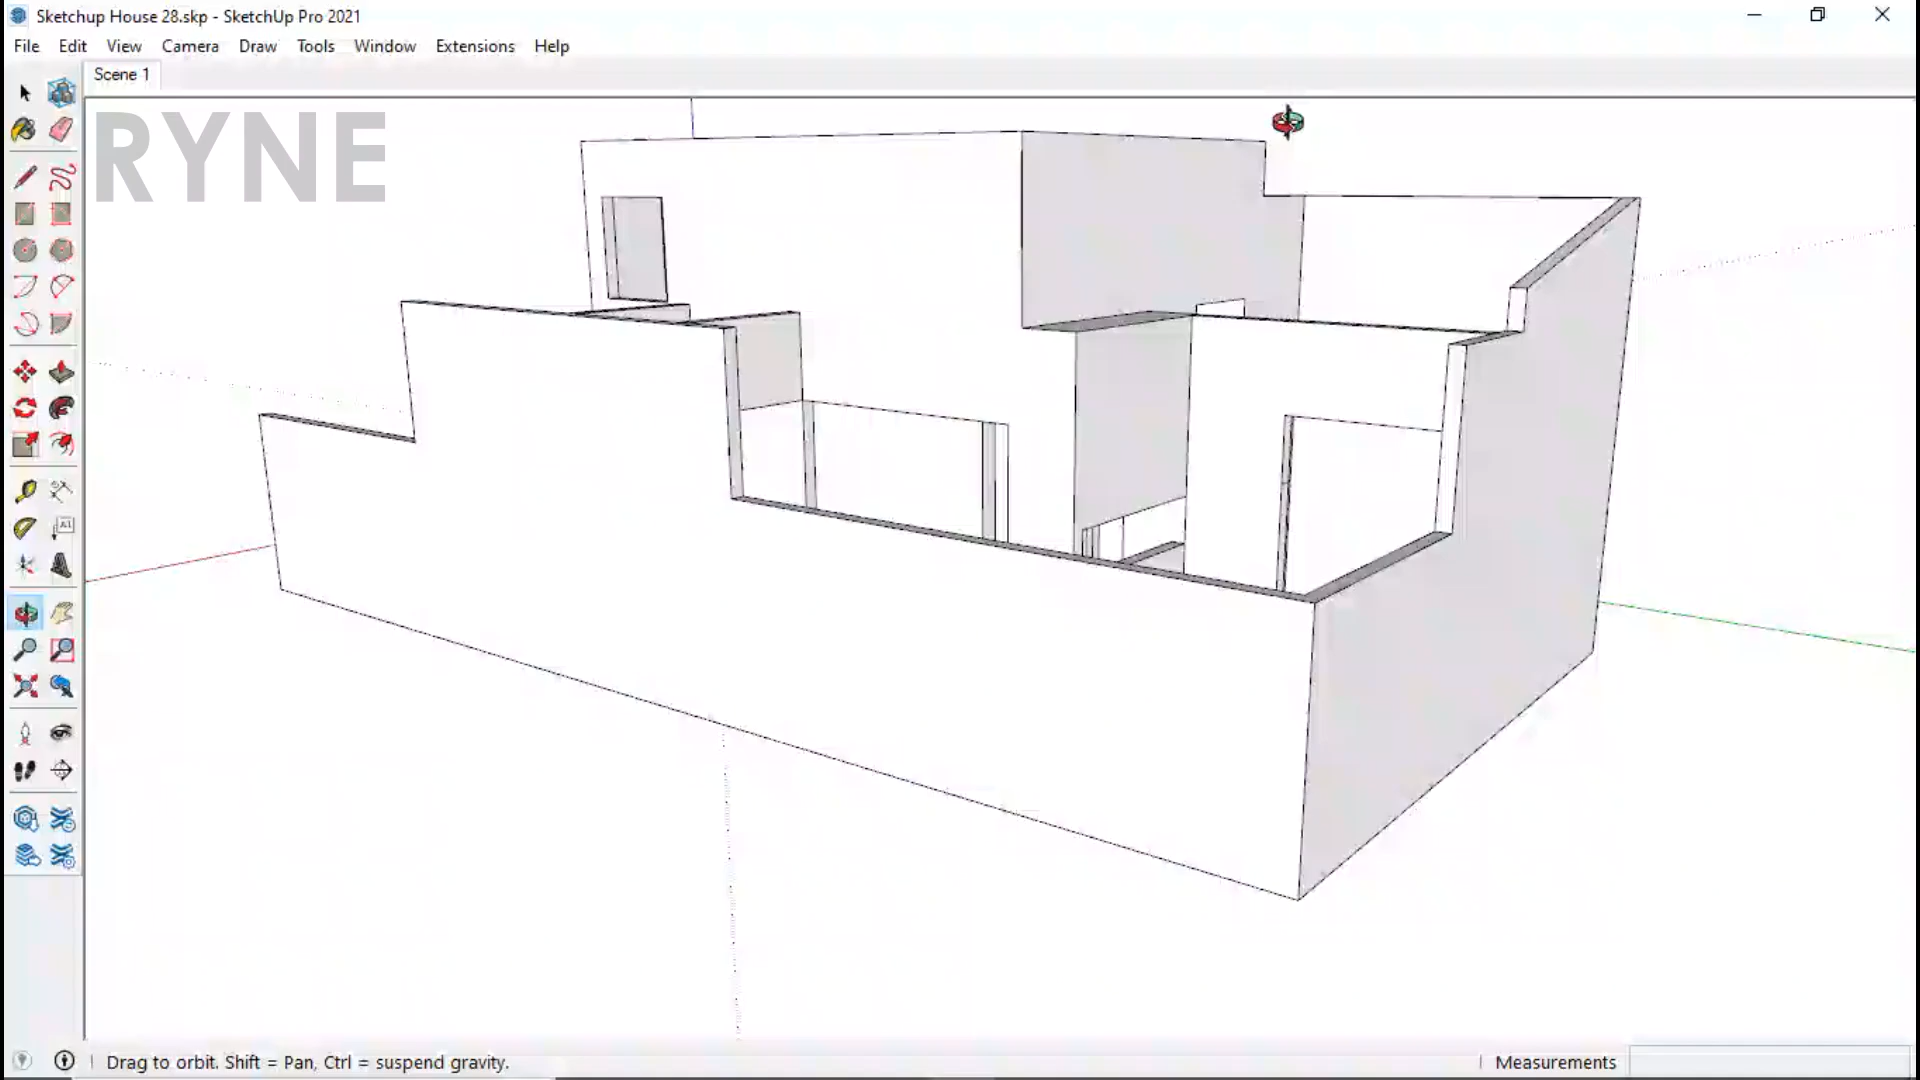 Sketchup House 28.skp - SketchUp Pro 2021
File Edit View Camera Draw Tools Window Extensions Help
Scene 1
RYNE
A1
Drag to orbit. Shift = Pan, Ctrl = suspend gravity.
Measurements